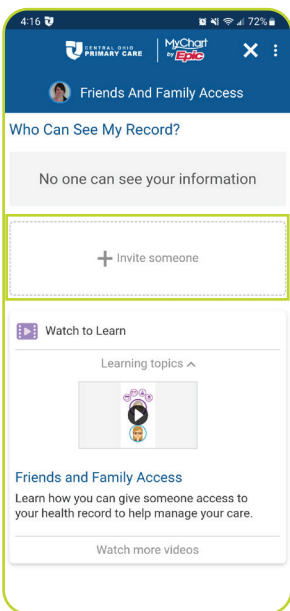 4:16 72%
CENTRAL OHIO PRIMARY CARE MyChart by Epic
Friends And Family Access
Who Can See My Record?
No one can see your information
Invite someone
Watch to Learn
Learning topics
Friends and Family Access
Learn how you can give someone access to
your health record to help manage your care.
Watch more videos